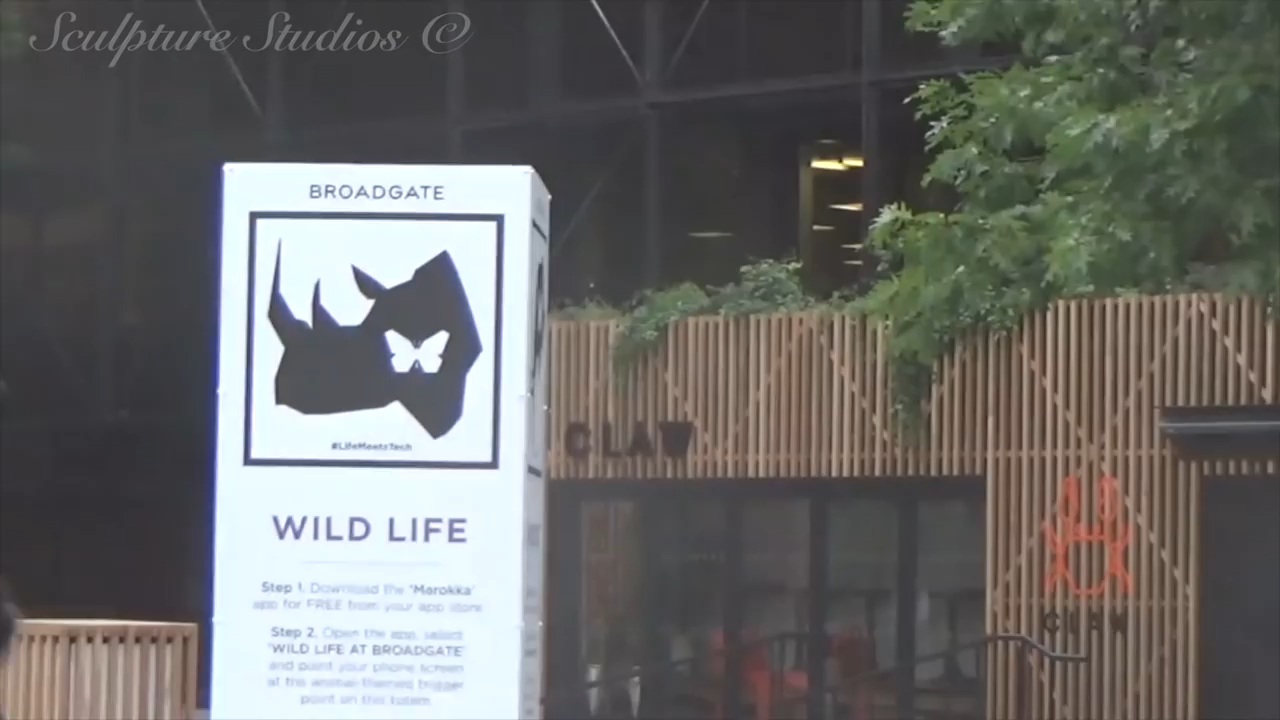 Sculpture Studios ©
BROADGATE
#LifeMeetsTech
WILD LIFE
Step 1. Download the 'Marokka'
app for FREE from your app store
Step 2. Open the app, select
'WILD LIFE AT BROADGATE'
and point your phone screen
at the animal-themed trigger
point on this totem
CLAW
CLAW